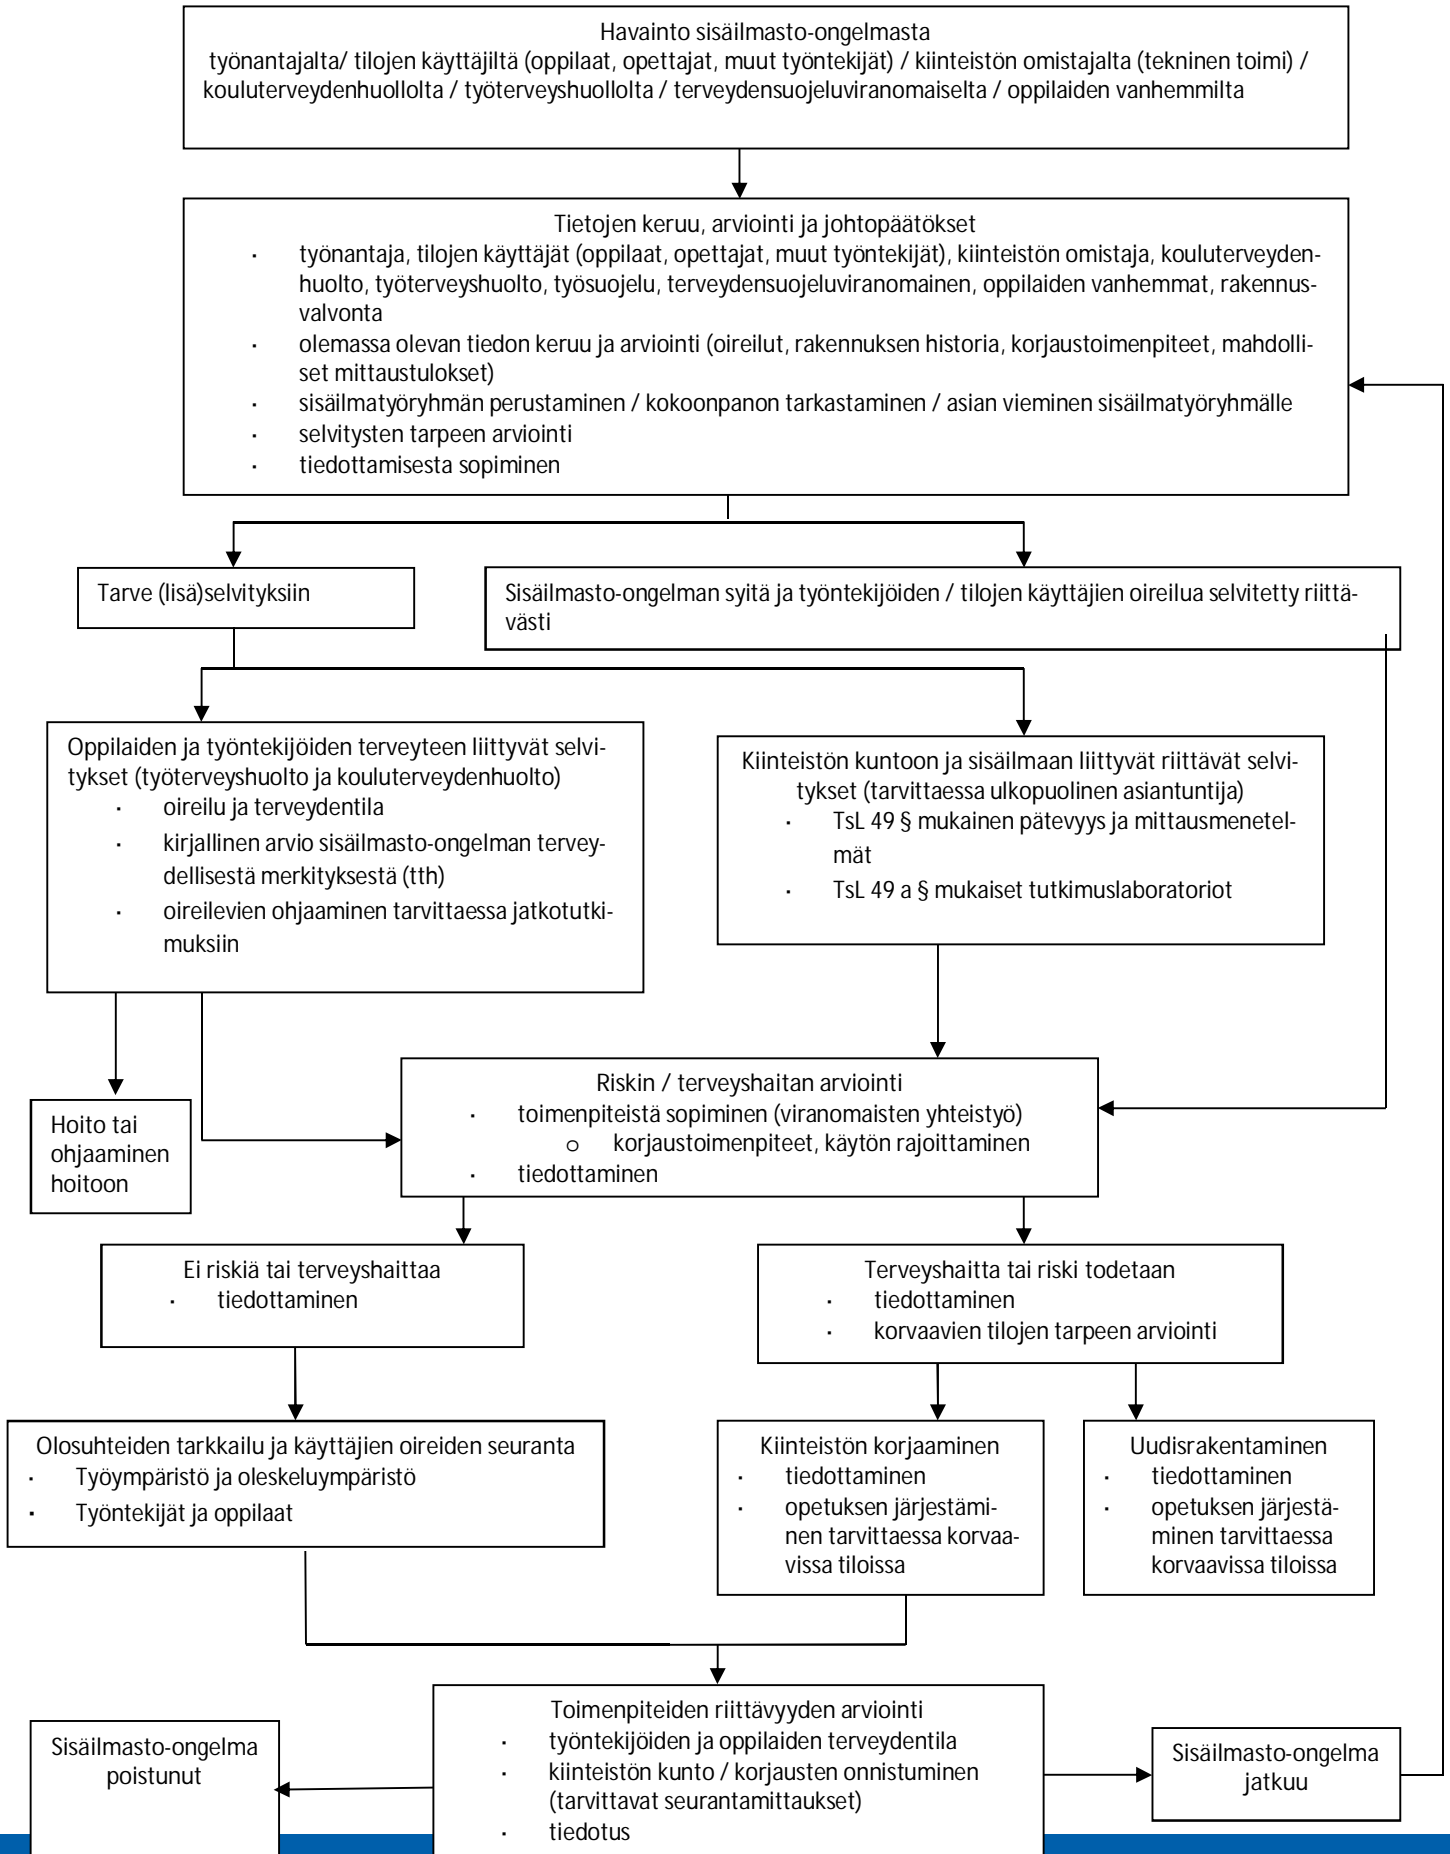 Havainto sisäilmasto-ongelmasta
työnantajalta/ tilojen käyttäjiltä (oppilaat, opettajat, muut työntekijät) / kiinteistön omistajalta (tekninen toimi) /
kouluterveydenhuollolta / työterveyshuollolta / terveydensuojeluviranomaiselta / oppilaiden vanhemmilta
Tietojen keruu, arviointi ja johtopäätökset
· työnantaja, tilojen käyttäjät (oppilaat, opettajat, muut työntekijät), kiinteistön omistaja, kouluterveyden-
huolto, työterveyshuolto, työsuojelu, terveydensuojeluviranomainen, oppilaiden vanhemmat, rakennus-
valvonta
· olemassa olevan tiedon keruu ja arviointi (oireilut, rakennuksen historia, korjaustoimenpiteet, mahdolli-
set mittaustulokset)
· sisäilmatyöryhmän perustaminen / kokoonpanon tarkastaminen / asian vieminen sisäilmatyöryhmälle
· selvitysten tarpeen arviointi
· tiedottamisesta sopiminen
Tarve (lisä)selvityksiin
Sisäilmasto-ongelman syitä ja työntekijöiden / tilojen käyttäjien oireilua selvitetty riittä-
västi
Oppilaiden ja työntekijöiden terveyteen liittyvät selvi-
tykset (työterveyshuolto ja kouluterveydenhuolto)
· oireilu ja terveydentila
· kirjallinen arvio sisäilmasto-ongelman tervey-
dellisestä merkityksestä (tth)
· oireilevien ohjaaminen tarvittaessa jatkotutki-
muksiin
Kiinteistön kuntoon ja sisäilmaan liittyvät riittävät selvi-
tykset (tarvittaessa ulkopuolinen asiantuntija)
· TsL 49 § mukainen pätevyys ja mittausmenetel-
mät
· TsL 49 a § mukaiset tutkimuslaboratoriot
Hoito tai
ohjaaminen
hoitoon
Riskin / terveyshaitan arviointi
· toimenpiteistä sopiminen (viranomaisten yhteistyö)
o korjaustoimenpiteet, käytön rajoittaminen
· tiedottaminen
Ei riskiä tai terveyshaittaa
· tiedottaminen
Terveyshaitta tai riski todetaan
· tiedottaminen
· korvaavien tilojen tarpeen arviointi
Olosuhteiden tarkkailu ja käyttäjien oireiden seuranta
· Työympäristö ja oleskeluympäristö
· Työntekijät ja oppilaat
Kiinteistön korjaaminen
· tiedottaminen
· opetuksen järjestämi-
nen tarvittaessa korvaa-
vissa tiloissa
Uudisrakentaminen
· tiedottaminen
· opetuksen järjestä-
minen tarvittaessa
korvaavissa tiloissa
Sisäilmasto-ongelma
poistunut
Toimenpiteiden riittävyyden arviointi
· työntekijöiden ja oppilaiden terveydentila
· kiinteistön kunto / korjausten onnistuminen
(tarvittavat seurantamittaukset)
· tiedotus
Sisäilmasto-ongelma
jatkuu